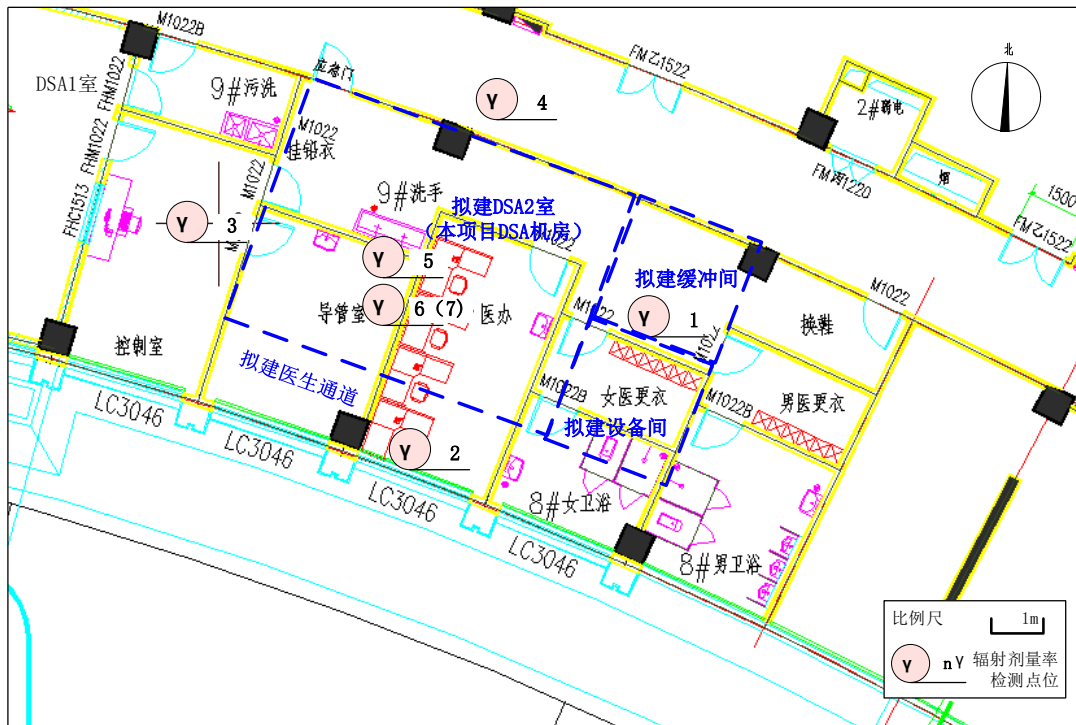 M1022B
DSA1室
FHM1022
9#污洗
应急门
FMZ1522
北
2#弱电
M1022
挂铅衣
γ 4
FHM1022
M1022
9#洗手
拟建DSA2室
（本项目DSA机房）
M1022
FM丙1220
1500
FMZ1522
FHC1513
γ 3
γ 5
拟建缓冲间
M1022
导管室
γ 6（7）
医办
M1022
γ 1
换鞋
控制室
拟建医生通道
M1022B
女医更衣
M1022B
男医更衣
拟建设备间
LC3046
LC3046
γ 2
LC3046
8#女卫浴
LC3046
8#男卫浴
比例尺 1m
γ nγ 辐射剂量率
检测点位